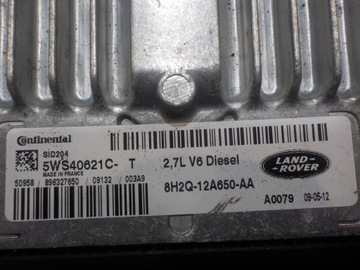 Continental
SID204
5WS40621C- T
MADE IN FRANCE
50958 / 896327650 / 09132 / 003A9
2,7L V6 Diesel
LAND-
ROVER
8H2Q-12A650-AA
A0079 09-05-12